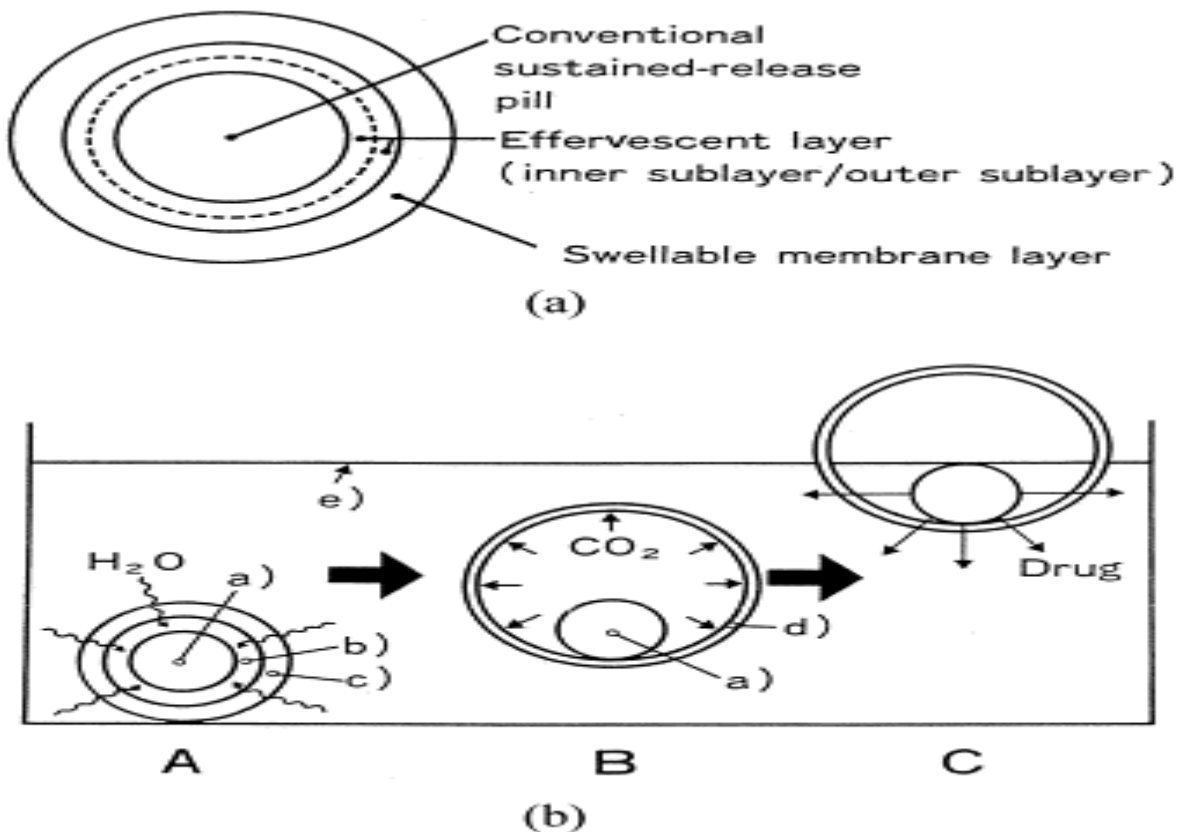 Conventional
sustained-release
pill
Effervescent layer
(inner sublayer/outer sublayer)
Swellable membrane layer
(a)
e)
H₂O
a)
b)
c)
CO₂
d)
a)
Drug
A
B
C
(b)